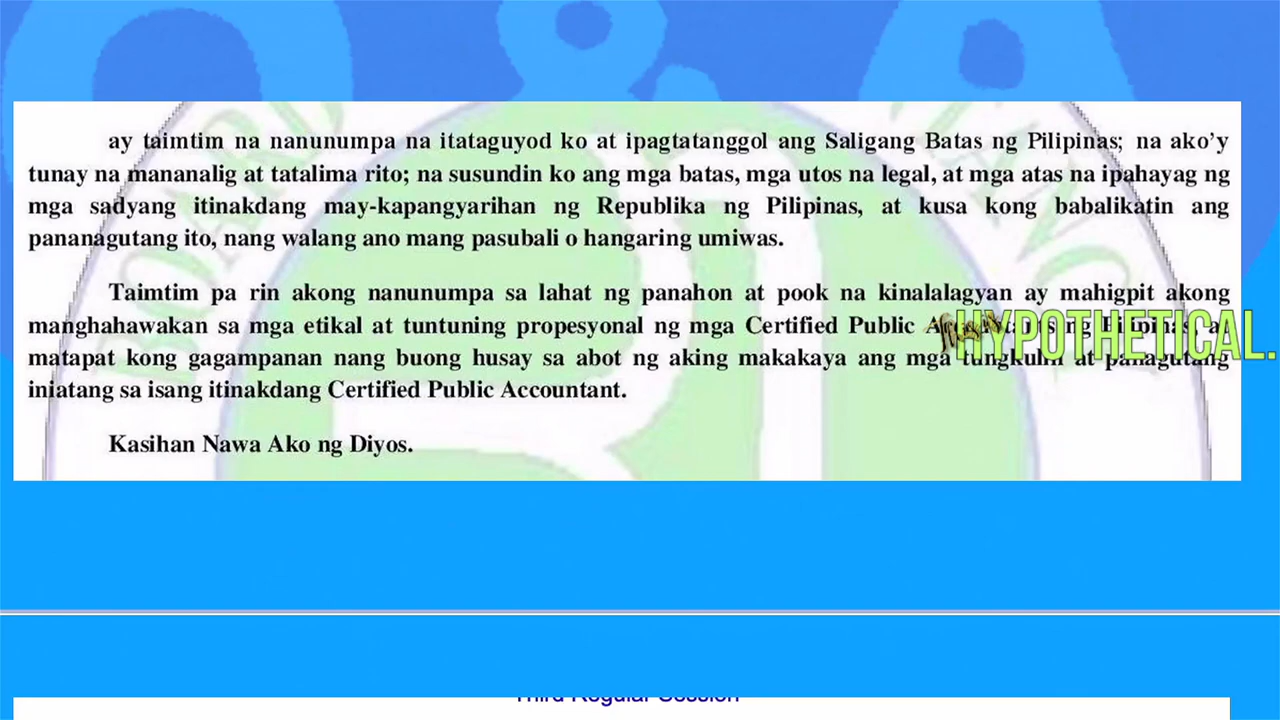 BOARD
ay taimtim na nanunumpa na itataguyod ko at ipagtatanggol ang Saligang Batas ng Pilipinas; na ako’y
tunay na mananalig at tatalima rito; na susundin ko ang mga batas, mga utos na legal, at mga atas na ipahayag ng
mga sadyang itinakdang may-kapangyarihan ng Republika ng Pilipinas, at kusa kong babalikatin ang
pananagutang ito, nang walang ano mang pasubali o hangaring umiwas.
Taimtim pa rin akong nanunumpa sa lahat ng panahon at pook na kinalalagyan ay mahigpit akong
manghahawakan sa mga etikal at tuntuning propesyonal ng mga Certified Public
HYPOTHETICAL.
matapat kong gagampanan nang buong husay sa abot ng aking makakaya ang mga tungkulin at panagutang
iniatang sa isang itinakdang Certified Public Accountant.
Kasihan Nawa Ako ng Diyos.
Third Regular Session